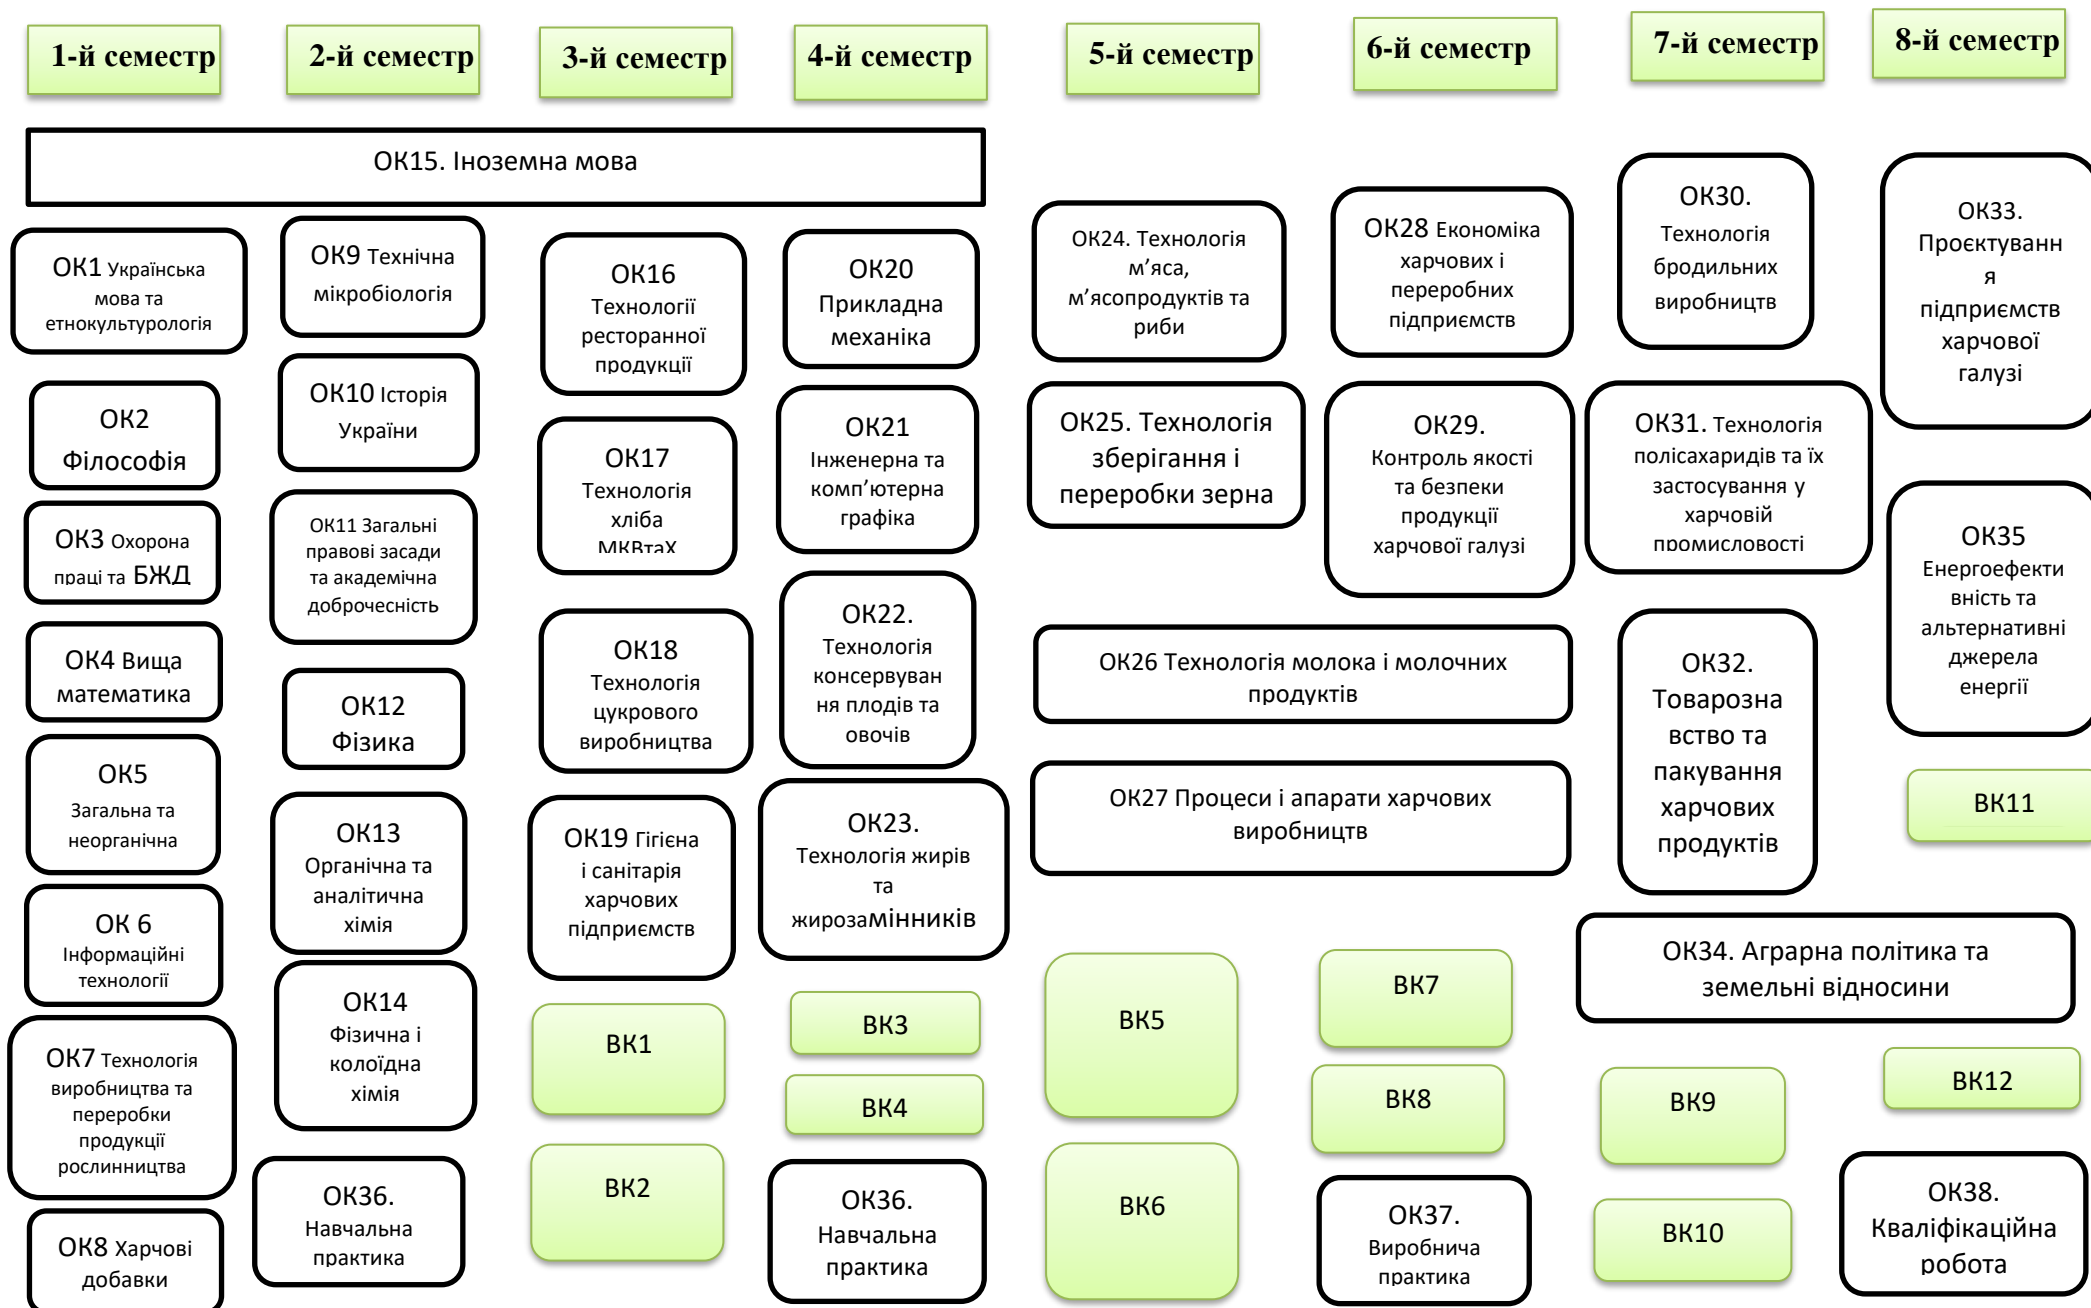 1-й семестр
2-й семестр
3-й семестр
4-й семестр
5-й семестр
6-й семестр
7-й семестр
8-й семестр
ОК15. Іноземна мова
ОК1 Українська
мова та
етнокультурологія
ОК2
Філософія
ОК3 Охорона
праці та БЖД
ОК4 Вища
математика
ОК5
Загальна та
неорганічна
ОК 6
Інформаційні
технології
ОК7 Технологія
виробництва та
переробки
продукції
рослинництва
ОК8 Харчові
добавки
ОК9 Технічна
мікробіологія
ОК10 Історія
України
ОК11 Загальні
правові засади
та академічна
доброчесність
ОК12
Фізика
ОК13
Органічна та
аналітична
хімія
ОК14
Фізична і
колоїдна
хімія
ОК36.
Навчальна
практика
ОК16
Технології
ресторанної
продукції
ОК17
Технологія
хліба
МКВтаХ
ОК18
Технологія
цукрового
виробництва
ОК19 Гігієна
і санітарія
харчових
підприємств
ВК1
ВК2
ОК20
Прикладна
механіка
ОК21
Інженерна та
комп’ютерна
графіка
ОК22.
Технологія
консервуван
ня плодів та
овочів
ОК23.
Технологія жирів
та
жирозамінників
ВК3
ВК4
ОК36.
Навчальна
практика
ОК24. Технологія
м’яса,
м’ясопродуктів та
риби
ОК25. Технологія
зберігання і
переробки зерна
ОК26 Технологія молока і молочних
продуктів
ОК27 Процеси і апарати харчових
виробництв
ВК5
ВК6
ОК28 Економіка
харчових і
переробних
підприємств
ОК29.
Контроль якості
та безпеки
продукції
харчової галузі
ВК7
ВК8
ОК37.
Виробнича
практика
ОК30.
Технологія
бродильних
виробництв
ОК31. Технологія
полісахаридів та їх
застосування у
харчовій
промисловості
ОК32.
Товарозна
вство та
пакування
харчових
продуктів
ОК34. Аграрна політика та
земельні відносини
ВК9
ВК10
ОК33.
Проєктуванн
я
підприємств
харчової
галузі
ОК35
Енергоефекти
вність та
альтернативні
джерела
енергії
ВК11
ВК12
ОК38.
Кваліфікаційна
робота